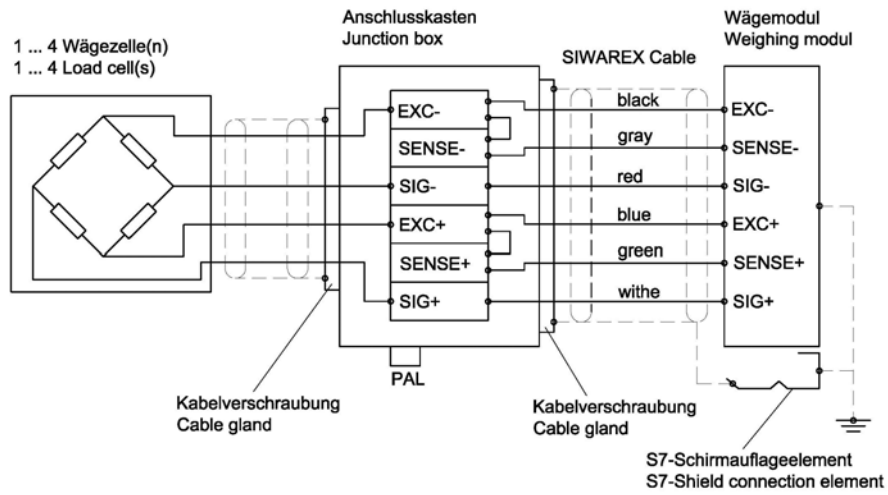 1 ... 4 Wägezelle(n)
1 ... 4 Load cell(s)
Anschlusskasten
Junction box
SIWAREX Cable
Wägemodul
Weighing modul
EXC-
SENSE-
SIG-
EXC+
SENSE+
SIG+
black
gray
red
blue
green
withe
EXC-
SENSE-
SIG-
EXC+
SENSE+
SIG+
PAL
Kabelverschraubung
Cable gland
Kabelverschraubung
Cable gland
S7-Schirmauflageelement
S7-Shield connection element